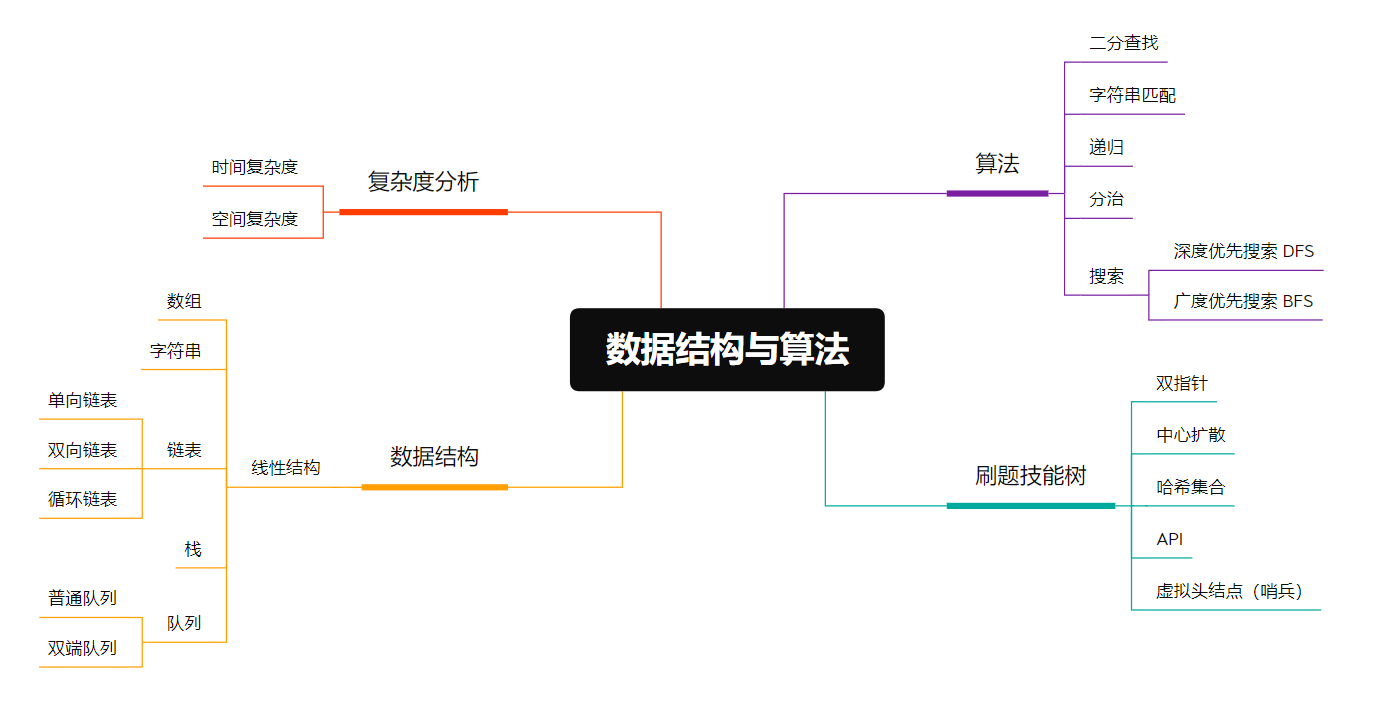 数据结构与算法
复杂度分析
时间复杂度
空间复杂度
数据结构
线性结构
数组
字符串
链表
单向链表
双向链表
循环链表
栈
队列
普通队列
双端队列
算法
二分查找
字符串匹配
递归
分治
搜索
深度优先搜索 DFS
广度优先搜索 BFS
刷题技能树
双指针
中心扩散
哈希集合
API
虚拟头结点（哨兵）